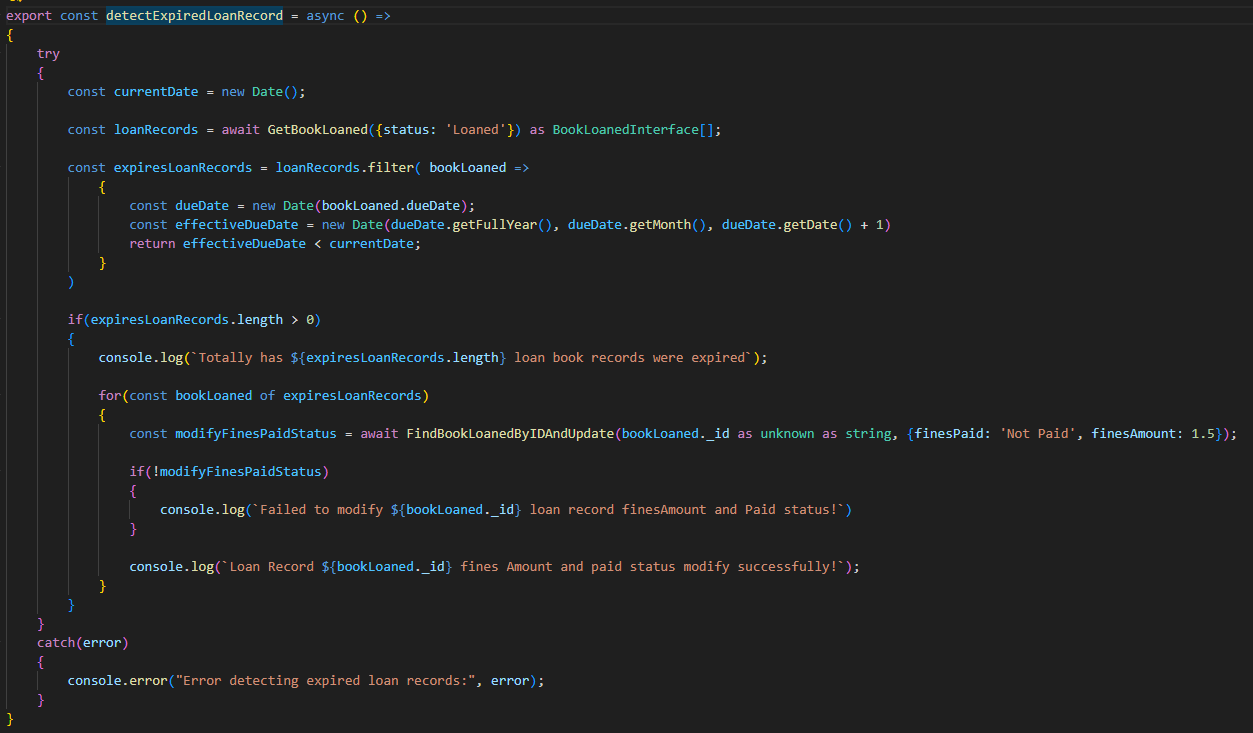 export const detectExpiredLoanRecord = async () =>
{
    try
    {
        const currentDate = new Date();

        const loanRecords = await GetBookLoaned({status: 'Loaned'}) as BookLoanedInterface[];

        const expiresLoanRecords = loanRecords.filter( bookLoaned =>
            {
                const dueDate = new Date(bookLoaned.dueDate);
                const effectiveDueDate = new Date(dueDate.getFullYear(), dueDate.getMonth(), dueDate.getDate() + 1)
                return effectiveDueDate < currentDate;
            }
        )

        if(expiresLoanRecords.length > 0)
        {
            console.log(`Totally has ${expiresLoanRecords.length} loan book records were expired`);

            for(const bookLoaned of expiresLoanRecords)
            {
                const modifyFinesPaidStatus = await FindBookLoanedByIDAndUpdate(bookLoaned._id as unknown as string, {finesPaid: 'Not Paid', finesAmount: 1.5});

                if(!modifyFinesPaidStatus)
                {
                    console.log(`Failed to modify ${bookLoaned._id} loan record finesAmount and Paid status!`)
                }

                console.log(`Loan Record ${bookLoaned._id} fines Amount and paid status modify successfully!`);
            }
        }
    }
    catch(error)
    {
        console.error("Error detecting expired loan records:", error);
    }
}